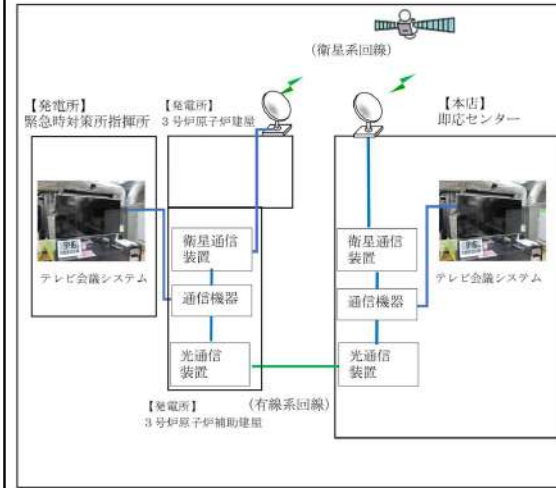 (衛星系回線)
【発電所】
緊急時対策所指揮所
【発電所】
3号炉原子炉建屋
【本店】
即応センター
テレビ会議システム
衛星通信
装置
通信機器
光通信
装置
衛星通信
装置
通信機器
光通信
装置
テレビ会議システム
(有線系回線)
【発電所】
3号炉原子炉補助建屋